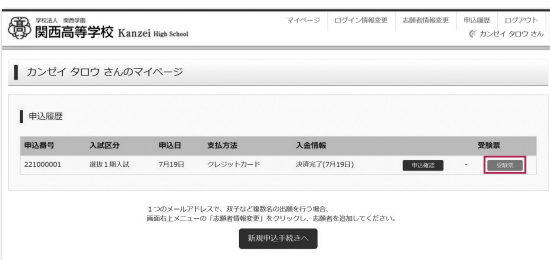 学校法人 関西学園
関西高等学校 Kanzei High School
マイページ ログイン情報変更 志願者情報変更 申込履歴 ログアウト
カンゼイ タロウ さん
カンゼイ タロウ さんのマイページ
申込履歴
申込番号 入試区分 申込日 支払方法 入金情報 受験票
221000001 選抜1期入試 7月19日 クレジットカード 決済完了(7月19日) 申込確認 - 受験票
1つのメールアドレスで、双子など複数名の出願を行う場合、
画面右上メニューの「志願者情報変更」をクリックし、志願者を追加してください。
新規申込手続きへ